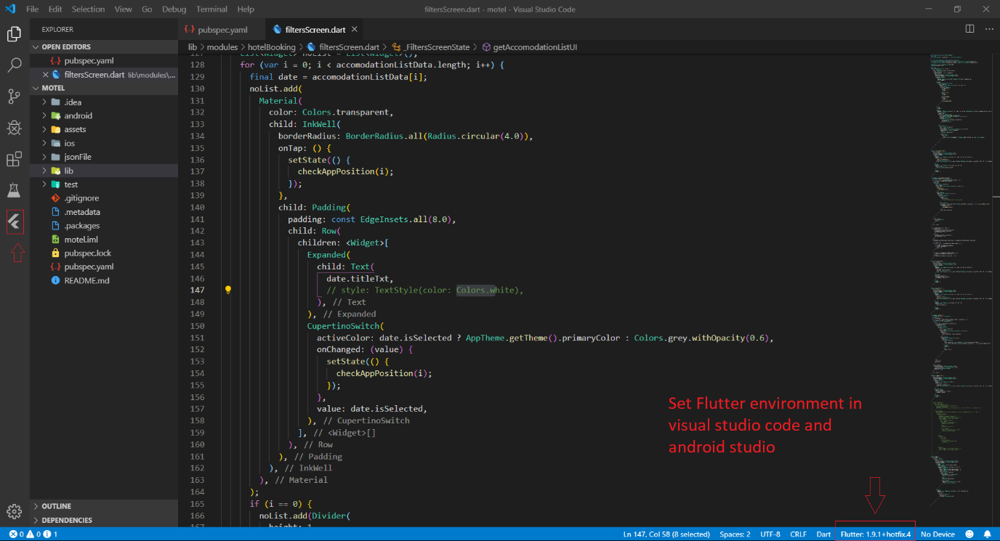 File Edit Selection View Go Debug Terminal Help
filtersScreen.dart - motel - Visual Studio Code
EXPLORER
OPEN EDITORS
{..} pubspec.yaml
filtersScreen.dart lib\modules\...
MOTEL
.idea
android
assets
ios
jsonFile
lib
test
.gitignore
.metadata
.packages
motel.iml
pubspec.lock
{..} pubspec.yaml
README.md
OUTLINE
DEPENDENCIES
{..} pubspec.yaml
filtersScreen.dart
lib > modules > hotelBooking > filtersScreen.dart > _FiltersScreenState > getAccomodationListUI
127 List<Widget> noList = List<Widget>();
128 for (var i = 0; i < accomodationListData.length; i++) {
129 final date = accomodationListData[i];
130 noList.add(
131 Material(
132 color: Colors.transparent,
133 child: InkWell(
134 borderRadius: BorderRadius.all(Radius.circular(4.0)),
135 onTap: () {
136 setState(() {
137 checkAppPosition(i);
138 });
139 },
140 child: Padding(
141 padding: const EdgeInsets.all(8.0),
142 child: Row(
143 children: <Widget>[
144 Expanded(
145 child: Text(
146 date.titleTxt,
147 // style: TextStyle(color: Colors.white),
148 ), // Text
149 ), // Expanded
150 CupertinoSwitch(
151 activeColor: date.isSelected ? AppTheme.getTheme().primaryColor : Colors.grey.withOpacity(0.6),
152 onChanged: (value) {
153 setState(() {
154 checkAppPosition(i);
155 });
156 },
157 value: date.isSelected,
158 ), // CupertinoSwitch
159 ], // <Widget>[]
160 ), // Row
161 ), // Padding
162 ), // InkWell
163 ), // Material
164 );
165 if (i == 0) {
166 noList.add(Divider(
167 height: 1,
Set Flutter environment in
visual studio code and
android studio
0 0 1
Ln 147, Col 58 (8 selected) Spaces: 2 UTF-8 CRLF Dart Flutter: 1.9.1+hotfix.4 No Device